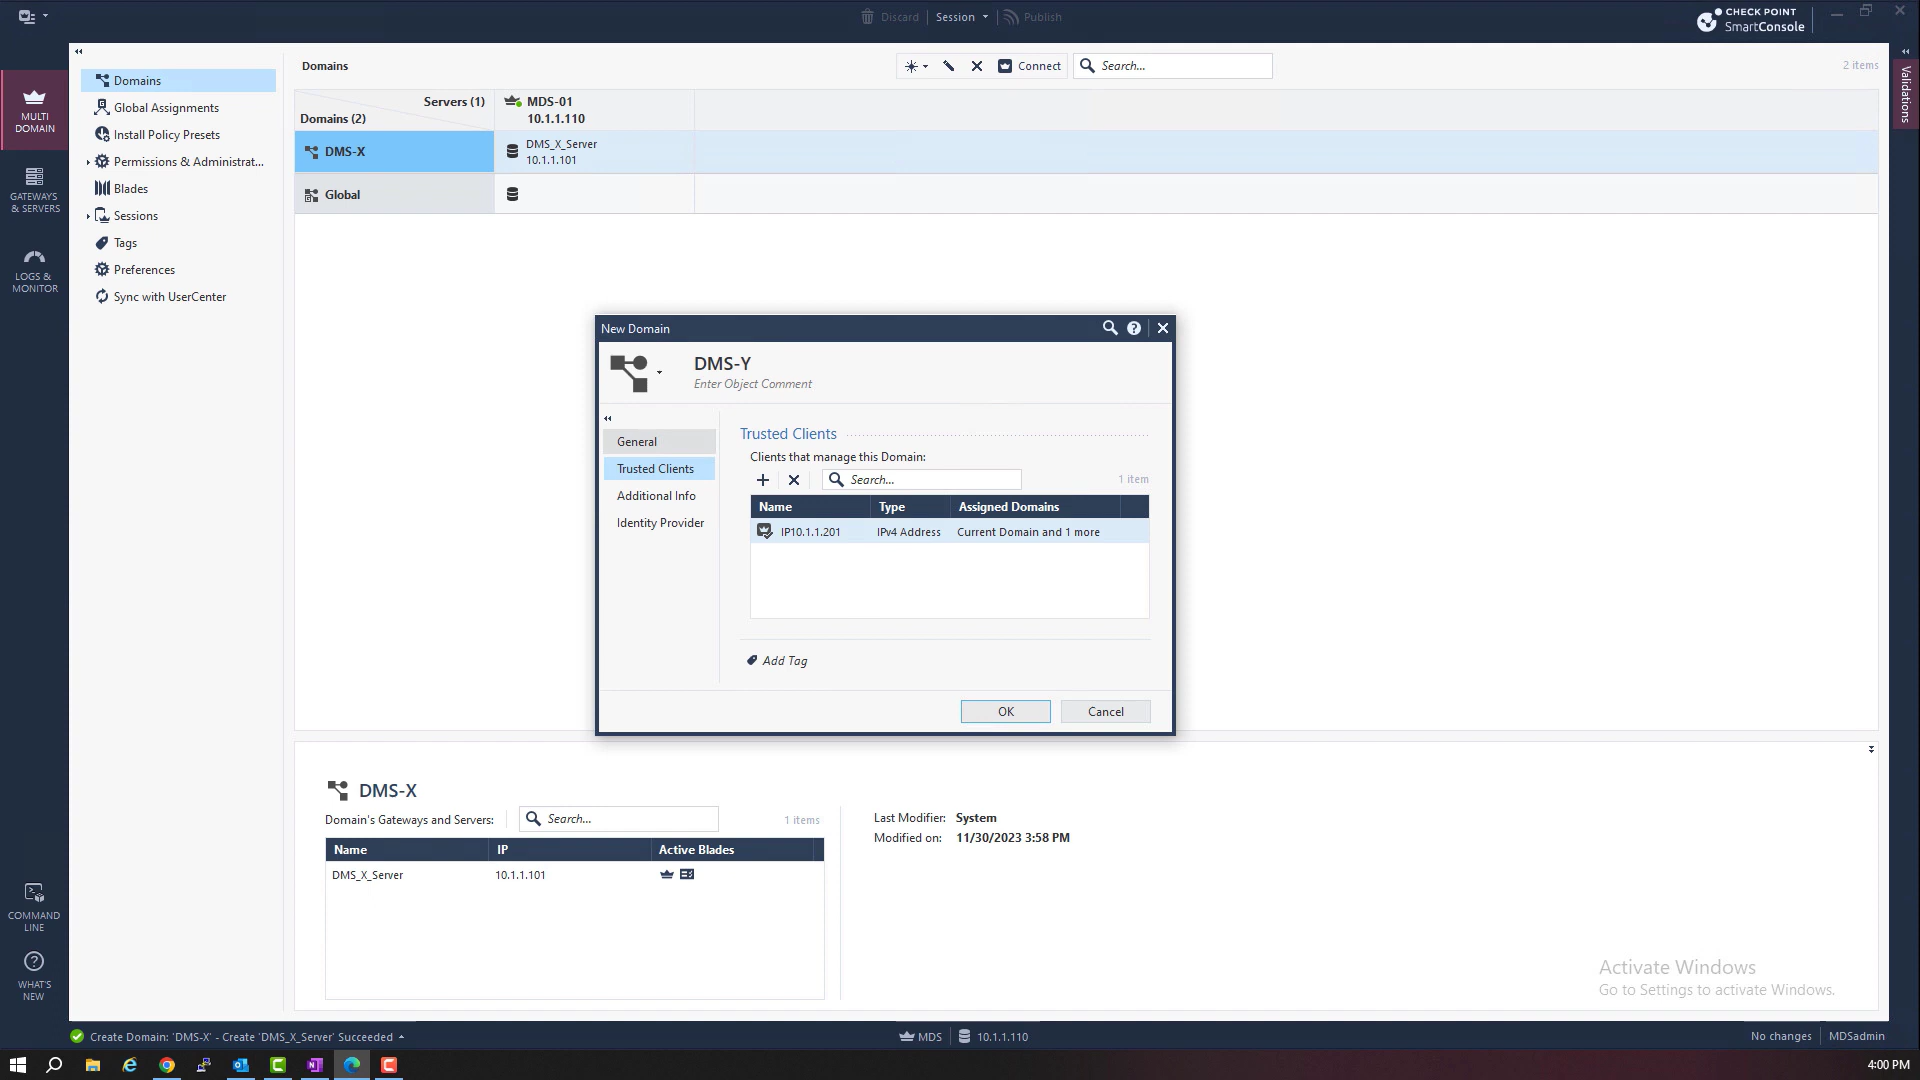 Discard
Session
Publish
CHECK POINT
SmartConsole
MULTI
DOMAIN
GATEWAYS
& SERVERS
LOGS &
MONITOR
COMMAND
LINE
WHAT'S
NEW
Domains
Global Assignments
Install Policy Presets
Permissions & Administrat...
Blades
Sessions
Tags
Preferences
Sync with UserCenter
Domains
Connect
Search...
2 items
Validations
Servers (1)
Domains (2)
MDS-01
10.1.1.110
DMS-X
DMS_X_Server
10.1.1.101
Global
New Domain
DMS-Y
Enter Object Comment
General
Trusted Clients
Additional Info
Identity Provider
Trusted Clients
Clients that manage this Domain:
Search...
1 item
Name Type Assigned Domains
IP10.1.1.201 IPv4 Address Current Domain and 1 more
Add Tag
OK Cancel
DMS-X
Domain's Gateways and Servers:
Search...
1 items
Name IP Active Blades
DMS_X_Server 10.1.1.101
Last Modifier: System
Modified on: 11/30/2023 3:58 PM
Activate Windows
Go to Settings to activate Windows.
Create Domain: 'DMS-X' - Create 'DMS_X_Server' Succeeded
MDS
10.1.1.110
No changes
MDSadmin
4:00 PM